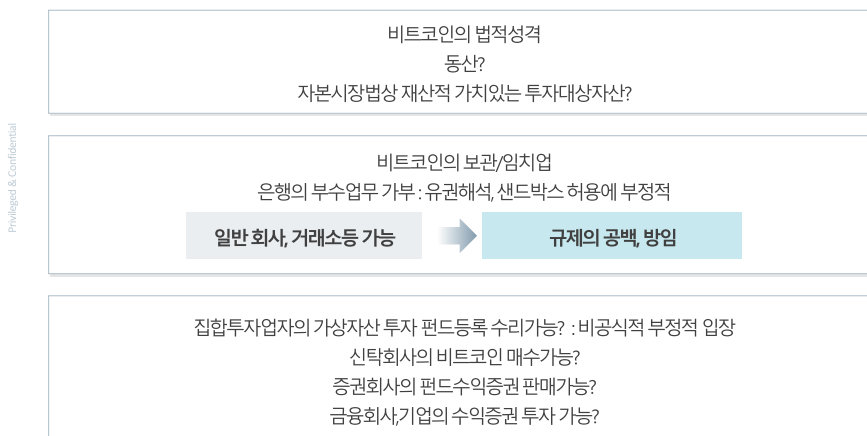 비트코인의 법적성격
동산?
자본시장법상 재산적 가치있는 투자대상자산?
Privileged & Confidential
비트코인의 보관/임치업
은행의 부수업무 가부 : 유권해석, 샌드박스 허용에 부정적
일반 회사, 거래소등 가능
규제의 공백, 방임
집합투자업자의 가상자산 투자 펀드등록 수리가능? : 비공식적 부정적 입장
신탁회사의 비트코인 매수가능?
증권회사의 펀드수익증권 판매가능?
금융회사,기업의 수익증권 투자 가능?